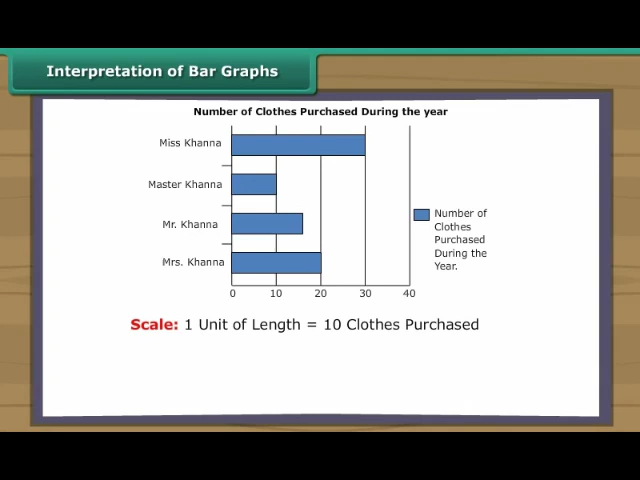 Interpretation of Bar Graphs
Number of Clothes Purchased During the year
Miss Khanna
Master Khanna
Mr. Khanna
Mrs. Khanna
0 10 20 30 40
Number of
Clothes
Purchased
During the
Year.
Scale: 1 Unit of Length = 10 Clothes Purchased